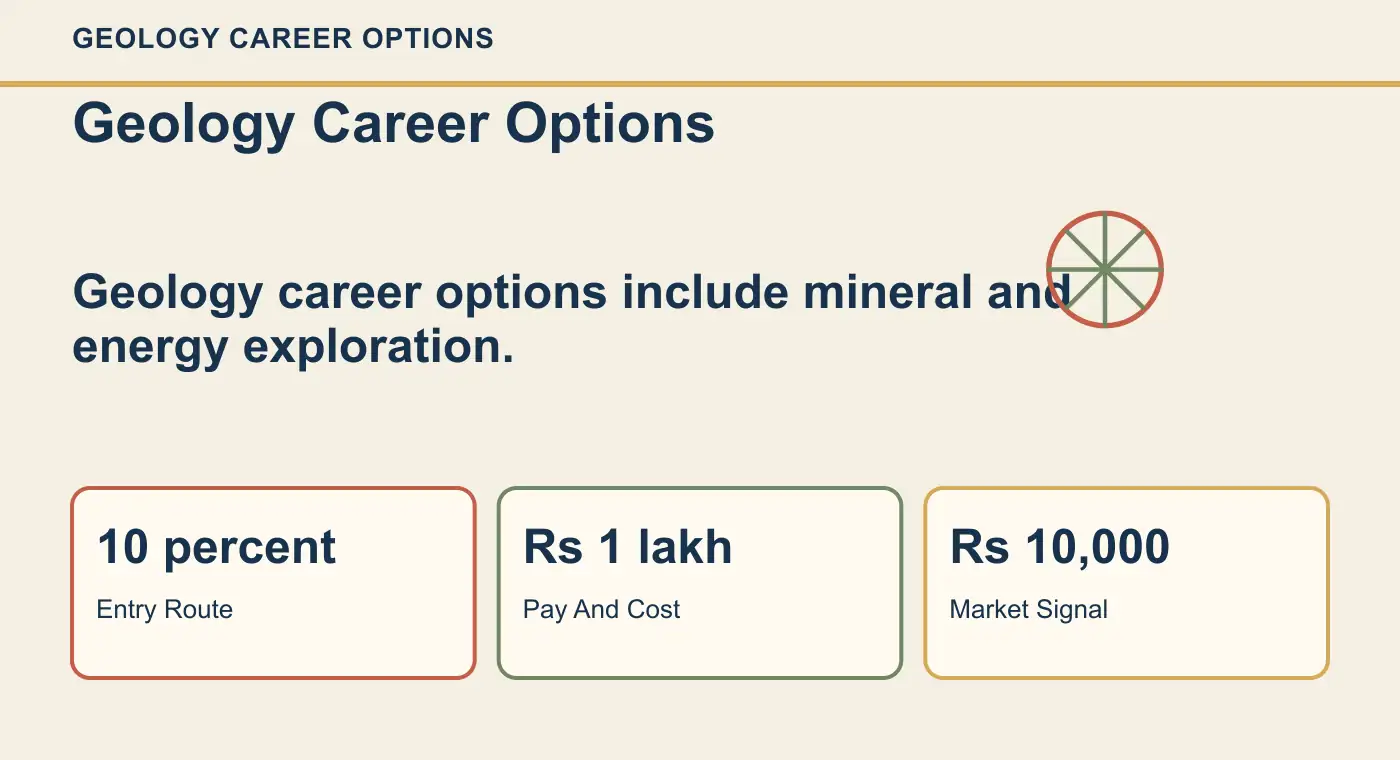 GEOLOGY CAREER OPTIONS
Geology Career Options
Geology career options include mineral and
energy exploration.
10 percent
Entry Route
Rs 1 lakh
Pay And Cost
Rs 10,000
Market Signal